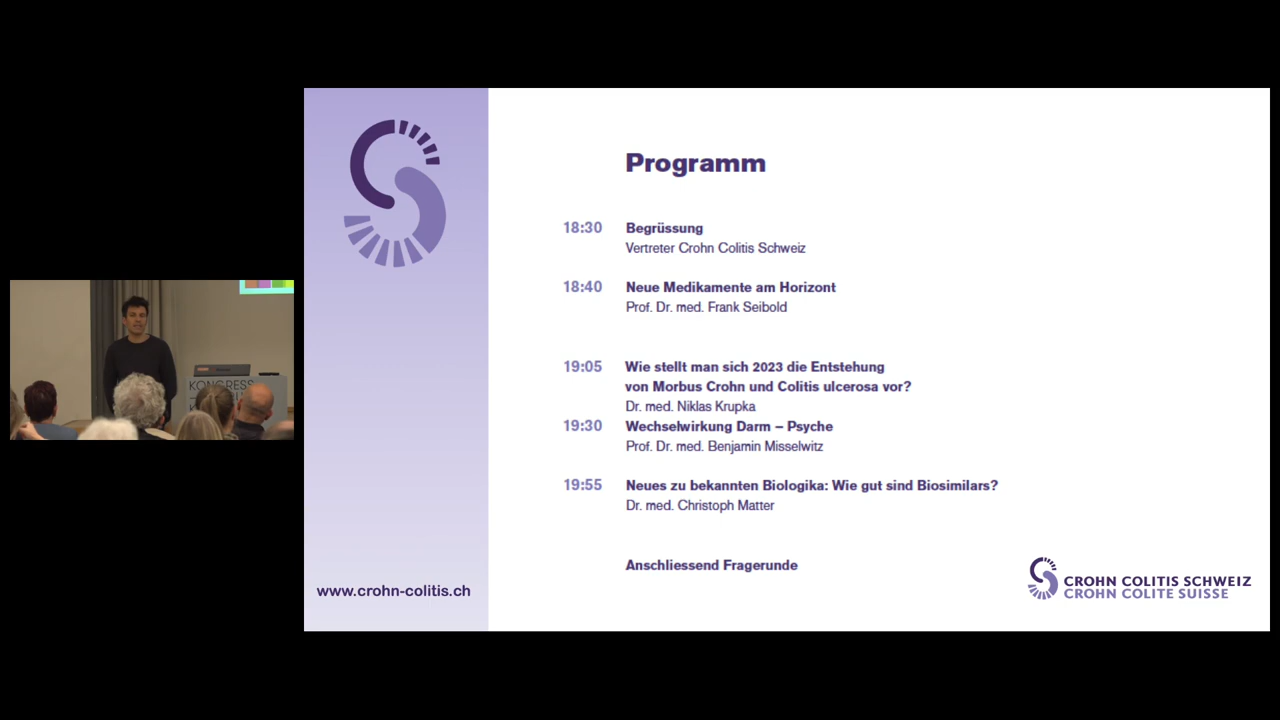 Programm
18:30 Begrüssung
Vertreter Crohn Colitis Schweiz
18:40 Neue Medikamente am Horizont
Prof. Dr. med. Frank Seibold
19:05 Wie stellt man sich 2023 die Entstehung
von Morbus Crohn und Colitis ulcerosa vor?
Dr. med. Niklas Krupka
19:30 Wechselwirkung Darm – Psyche
Prof. Dr. med. Benjamin Misselwitz
19:55 Neues zu bekannten Biologika: Wie gut sind Biosimilars?
Dr. med. Christoph Matter
Anschliessend Fragerunde
www.crohn-colitis.ch
CROHN COLITIS SCHWEIZ
CROHN COLITE SUISSE
KONGRESS